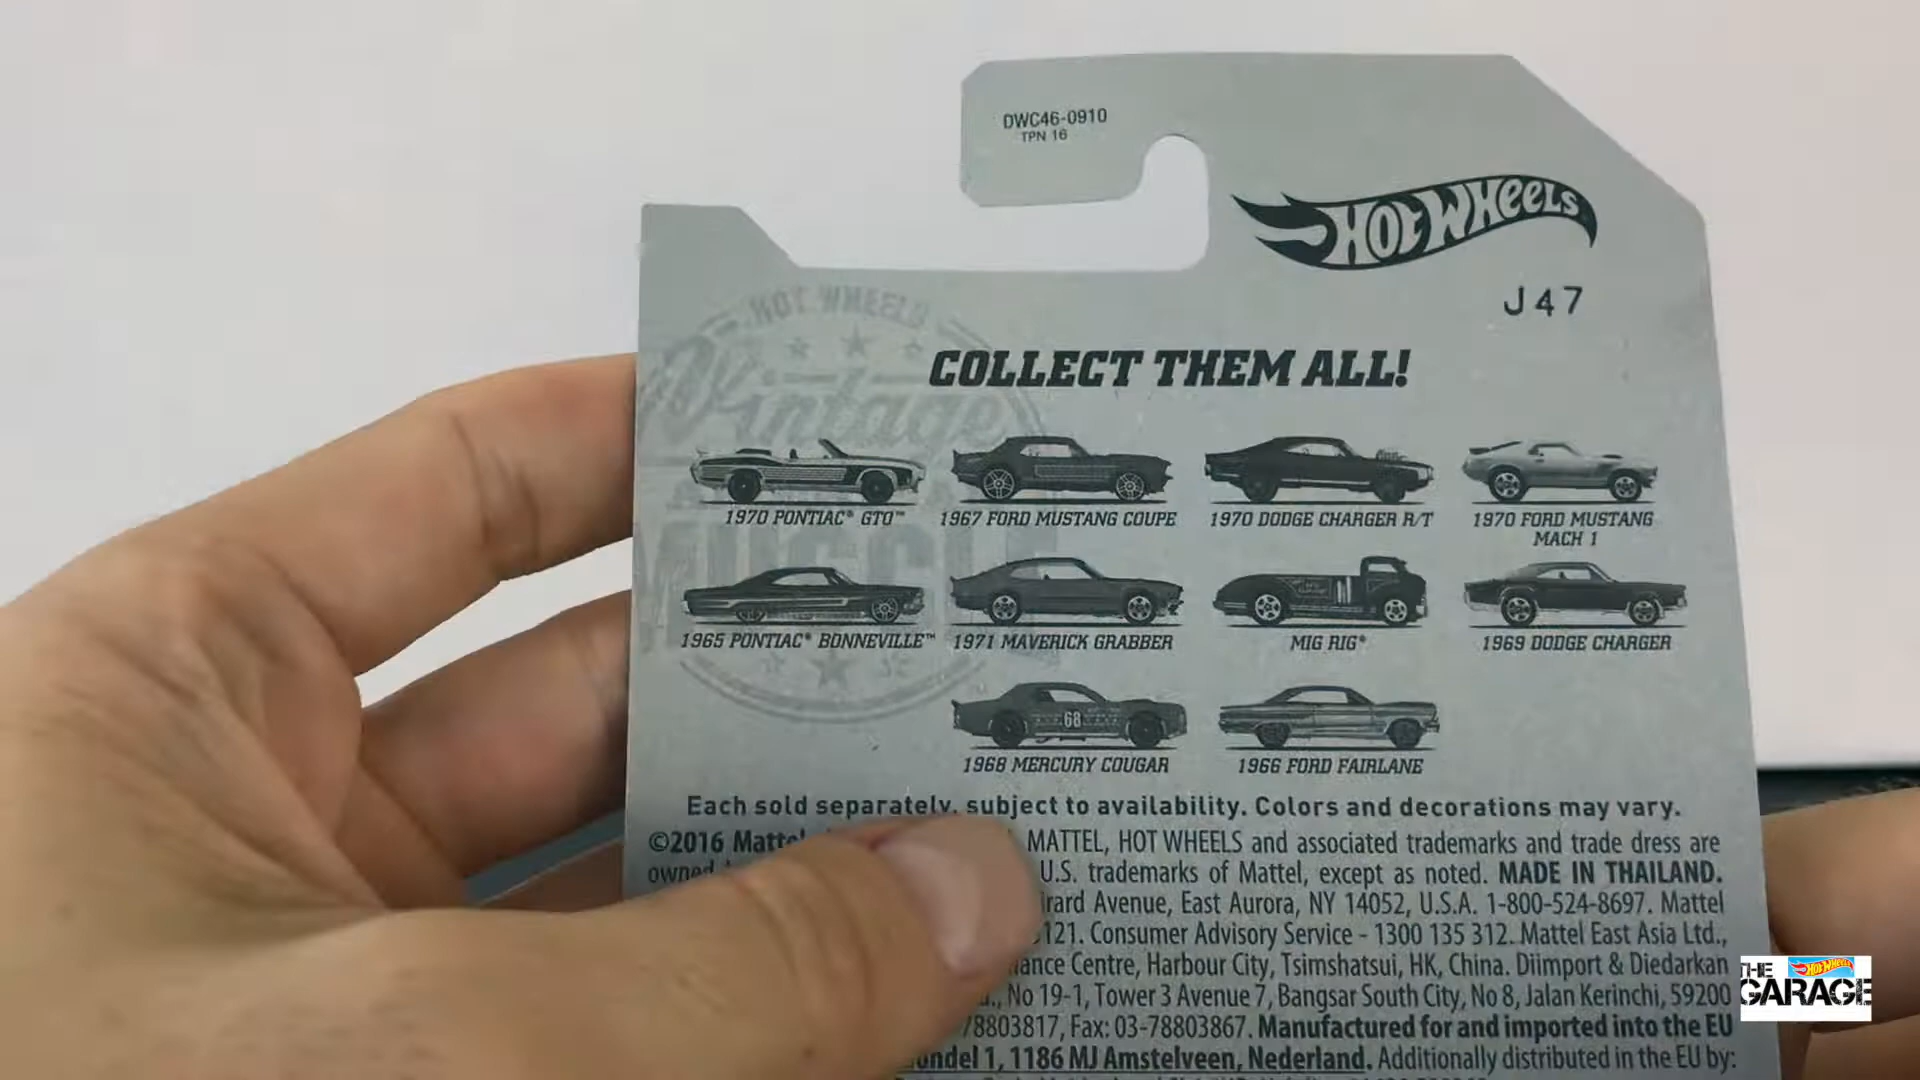 DWC46-0910
TPN 16
HOT WHEELS
J47
HOT WHEELS
Vintage
COLLECT THEM ALL!
1970 PONTIAC® GTO™
1967 FORD MUSTANG COUPE
1970 DODGE CHARGER R/T
1970 FORD MUSTANG
MACH 1
1965 PONTIAC® BONNEVILLE™
1971 MAVERICK GRABBER
MIG RIG®
1969 DODGE CHARGER
68
1968 MERCURY COUGAR
1966 FORD FAIRLANE
Each sold separately, subject to availability. Colors and decorations may vary.
©2016 Mattel MATTEL, HOT WHEELS and associated trademarks and trade dress are
owned U.S. trademarks of Mattel, except as noted. MADE IN THAILAND.
Avenue, East Aurora, NY 14052, U.S.A. 1-800-524-8697. Mattel
121. Consumer Advisory Service - 1300 135 312. Mattel East Asia Ltd.,
Centre, Harbour City, Tsimshatsui, HK, China. Diimport & Diedarkan
No 19-1, Tower 3 Avenue 7, Bangsar South City, No 8, Jalan Kerinchi, 59200
78803817, Fax: 03-78803867. Manufactured for and imported into the EU
1, 1186 MJ Amstelveen, Nederland. Additionally distributed in the EU by:
THE Hot Wheels
GARAGE